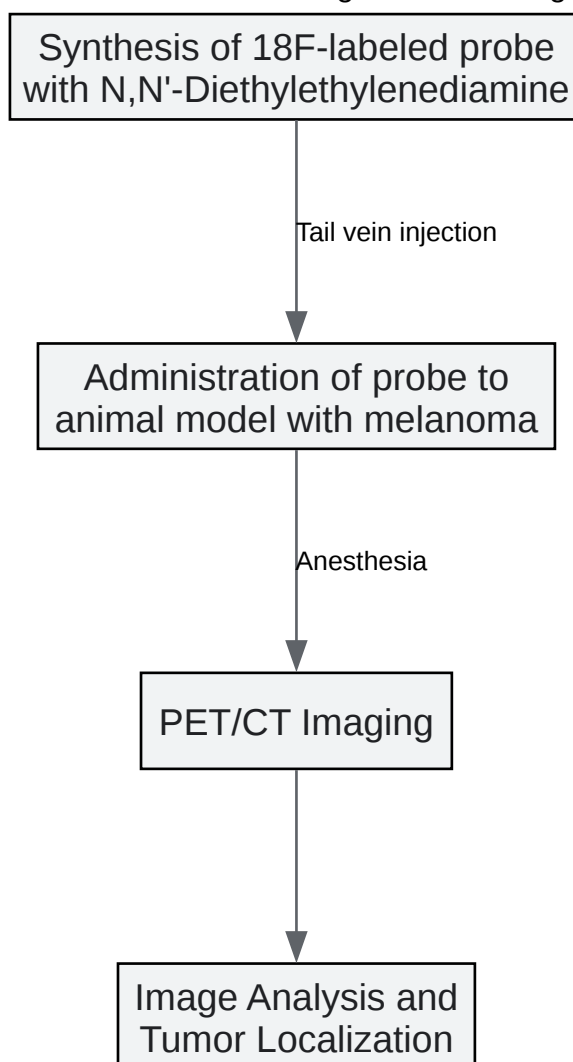 Synthesis of 18F-labeled probe
with N,N'-Diethylethylenediamine
Tail vein injection
Administration of probe to
animal model with melanoma
Anesthesia
PET/CT Imaging
Image Analysis and
Tumor Localization